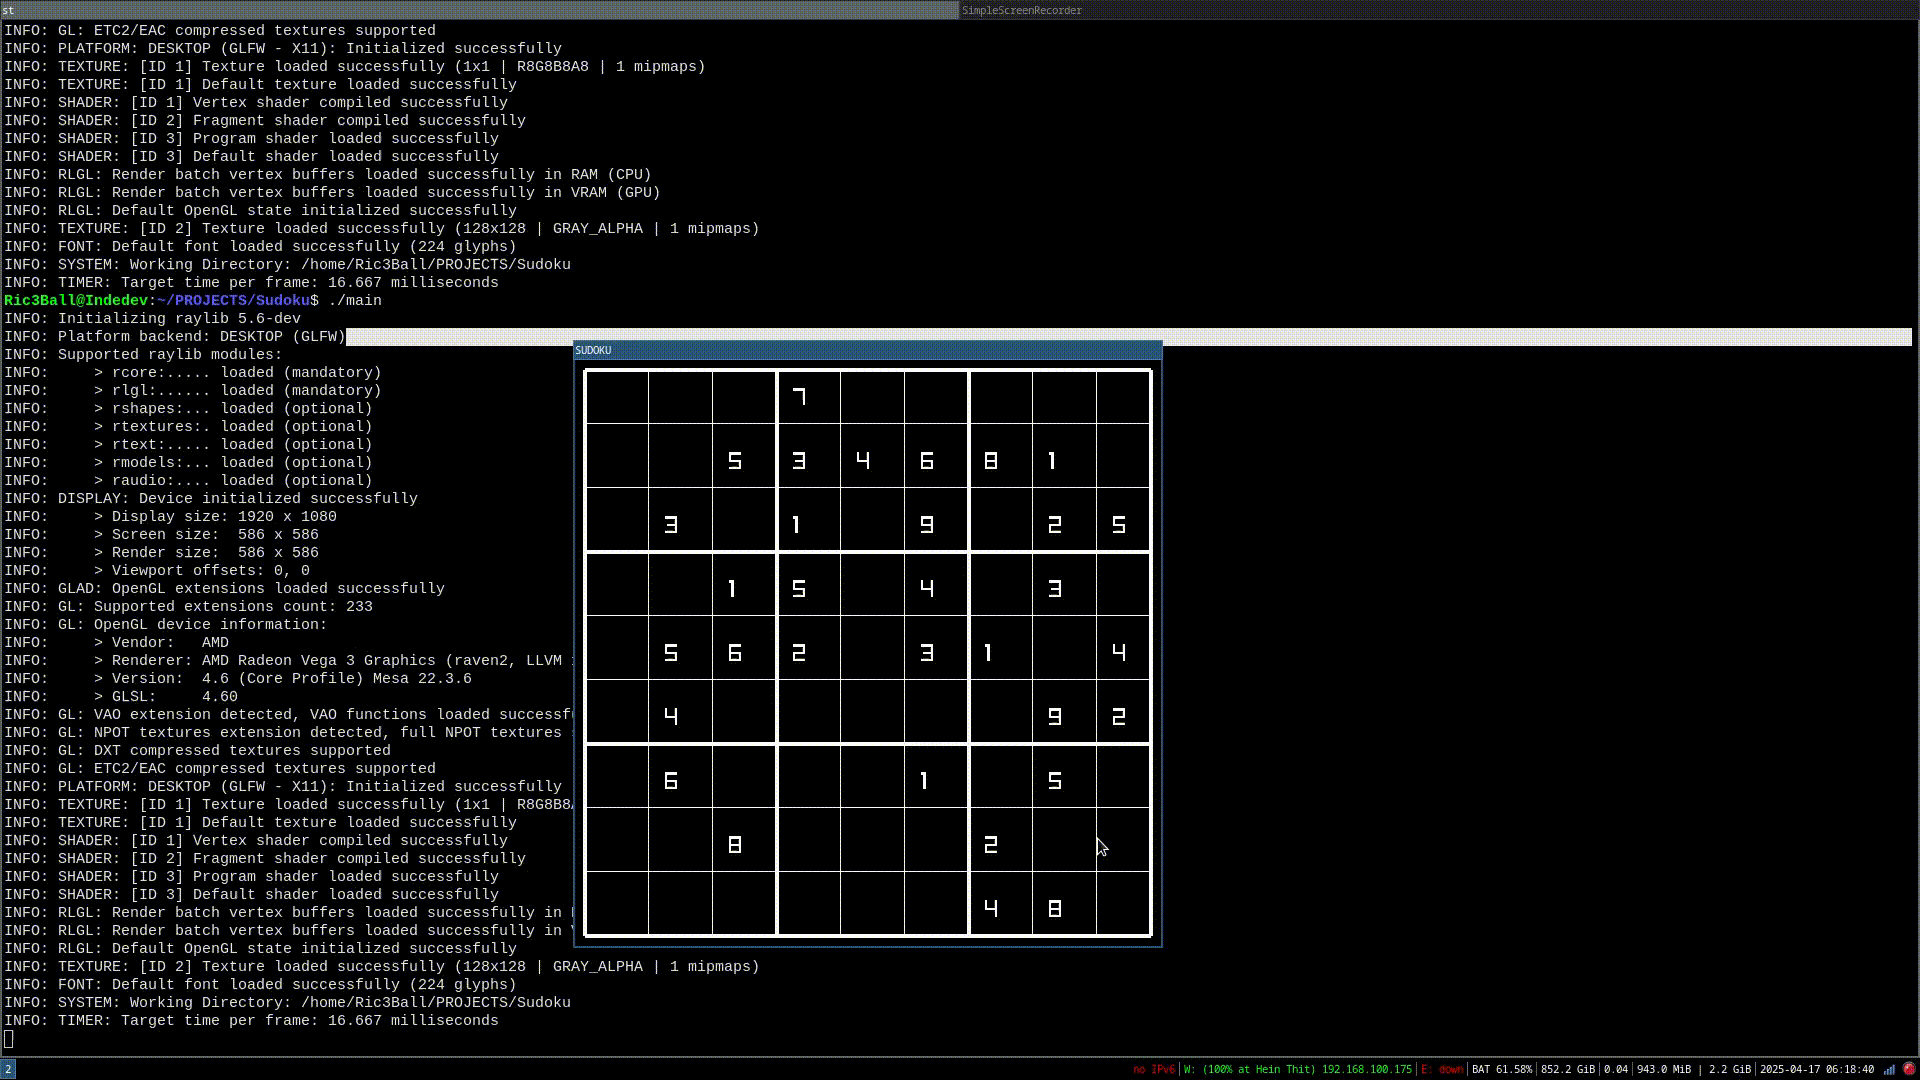 st SimpleScreenRecorder
INFO: GL: ETC2/EAC compressed textures supported
INFO: PLATFORM: DESKTOP (GLFW - X11): Initialized successfully
INFO: TEXTURE: [ID 1] Texture loaded successfully (1x1 | R8G8B8A8 | 1 mipmaps)
INFO: TEXTURE: [ID 1] Default texture loaded successfully
INFO: SHADER: [ID 1] Vertex shader compiled successfully
INFO: SHADER: [ID 2] Fragment shader compiled successfully
INFO: SHADER: [ID 3] Program shader loaded successfully
INFO: SHADER: [ID 3] Default shader loaded successfully
INFO: RLGL: Render batch vertex buffers loaded successfully in RAM (CPU)
INFO: RLGL: Render batch vertex buffers loaded successfully in VRAM (GPU)
INFO: RLGL: Default OpenGL state initialized successfully
INFO: TEXTURE: [ID 2] Texture loaded successfully (128x128 | GRAY_ALPHA | 1 mipmaps)
INFO: FONT: Default font loaded successfully (224 glyphs)
INFO: SYSTEM: Working Directory: /home/Ric3Ball/PROJECTS/Sudoku
INFO: TIMER: Target time per frame: 16.667 milliseconds
Ric3Ball@Indedev:~/PROJECTS/Sudoku$ ./main
INFO: Initializing raylib 5.6-dev
INFO: Platform backend: DESKTOP (GLFW)
INFO: Supported raylib modules:
INFO:     > rcore:..... loaded (mandatory)
INFO:     > rlgl:...... loaded (mandatory)
INFO:     > rshapes:... loaded (optional)
INFO:     > rtextures:. loaded (optional)
INFO:     > rtext:..... loaded (optional)
INFO:     > rmodels:... loaded (optional)
INFO:     > raudio:.... loaded (optional)
INFO: DISPLAY: Device initialized successfully
INFO:     > Display size: 1920 x 1080
INFO:     > Screen size:  586 x 586
INFO:     > Render size:  586 x 586
INFO:     > Viewport offsets: 0, 0
INFO: GLAD: OpenGL extensions loaded successfully
INFO: GL: Supported extensions count: 233
INFO: GL: OpenGL device information:
INFO:     > Vendor:   AMD
INFO:     > Renderer: AMD Radeon Vega 3 Graphics (raven2, LLVM
INFO:     > Version:  4.6 (Core Profile) Mesa 22.3.6
INFO:     > GLSL:     4.60
INFO: GL: VAO extension detected, VAO functions loaded successf
INFO: GL: NPOT textures extension detected, full NPOT textures
INFO: GL: DXT compressed textures supported
INFO: GL: ETC2/EAC compressed textures supported
INFO: PLATFORM: DESKTOP (GLFW - X11): Initialized successfully
INFO: TEXTURE: [ID 1] Texture loaded successfully (1x1 | R8G8B8
INFO: TEXTURE: [ID 1] Default texture loaded successfully
INFO: SHADER: [ID 1] Vertex shader compiled successfully
INFO: SHADER: [ID 2] Fragment shader compiled successfully
INFO: SHADER: [ID 3] Program shader loaded successfully
INFO: SHADER: [ID 3] Default shader loaded successfully
INFO: RLGL: Render batch vertex buffers loaded successfully in
INFO: RLGL: Render batch vertex buffers loaded successfully in
INFO: RLGL: Default OpenGL state initialized successfully
INFO: TEXTURE: [ID 2] Texture loaded successfully (128x128 | GRAY_ALPHA | 1 mipmaps)
INFO: FONT: Default font loaded successfully (224 glyphs)
INFO: SYSTEM: Working Directory: /home/Ric3Ball/PROJECTS/Sudoku
INFO: TIMER: Target time per frame: 16.667 milliseconds
SUDOKU
7
5 3 4 6 8 1
3 1 9 2 5
1 5 4 3
5 6 2 3 1 4
4 9 2
6 1 5
8 2
4 8
2 no IPv6 | W: (100% at Hein Thit) 192.168.100.175 | E: down | BAT 61.58% | 852.2 GiB | 0.04 | 943.0 MiB | 2.2 GiB | 2025-04-17 06:18:40